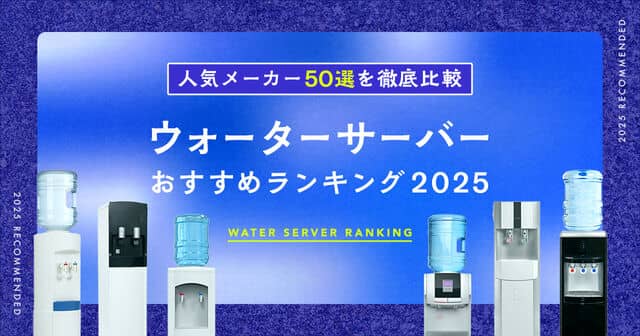 人気メーカー50選を徹底比較
ウォーターサーバー
おすすめランキング2025
WATER SERVER RANKING
2025 RECOMMENDED
2025 RECOMMENDED